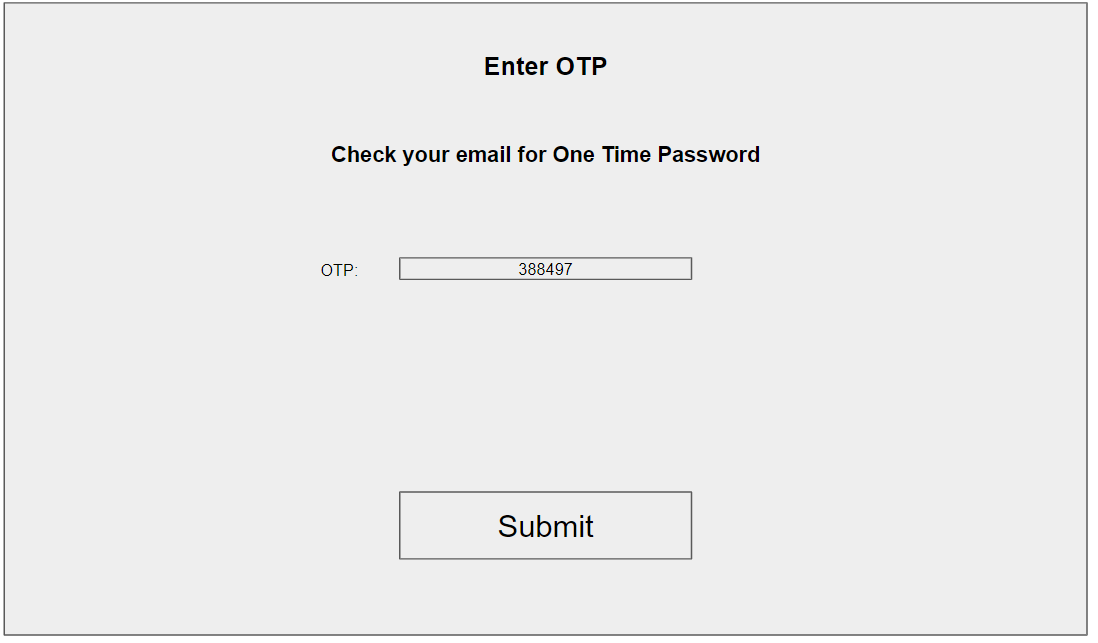 Enter OTP
Check your email for One Time Password
OTP: 388497
Submit